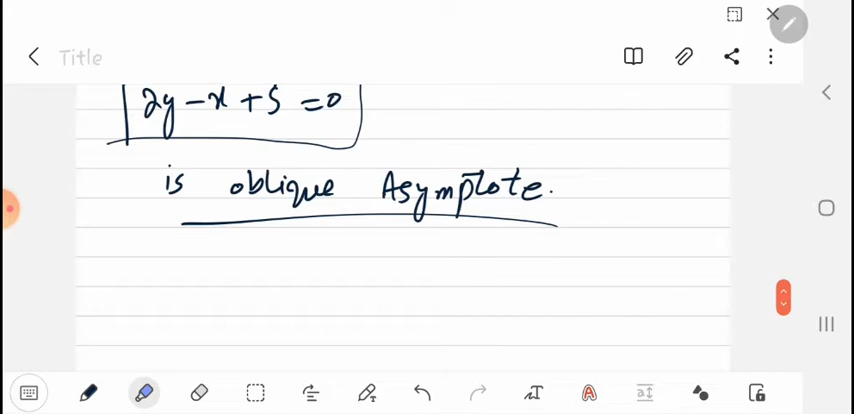 Title
2y - x + 5 = 0
is oblique Asymptote.